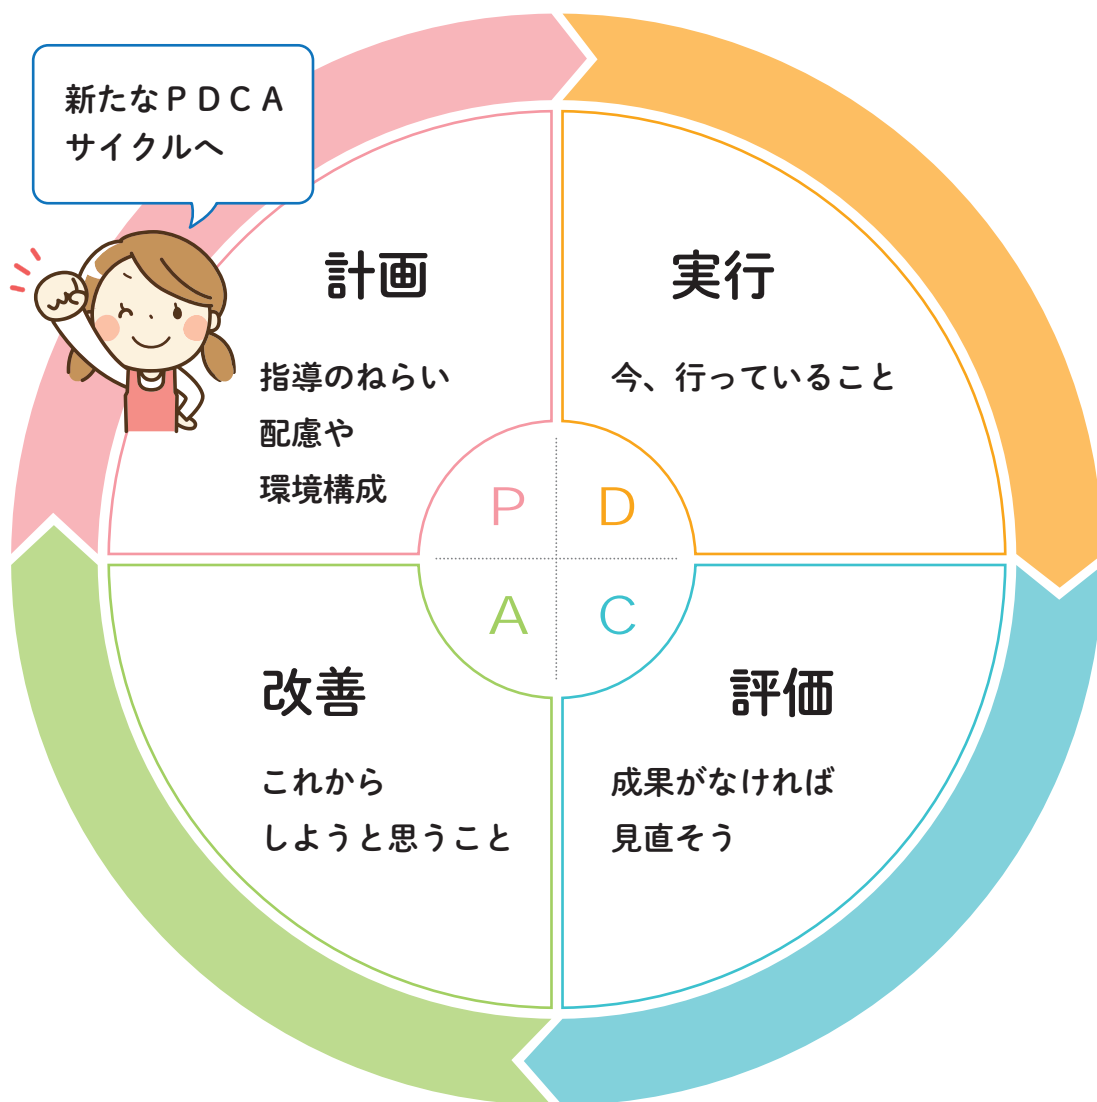 新たなＰＤＣＡ
サイクルへ
計画
指導のねらい
配慮や
環境構成
実行
今、行っていること
P
D
A
C
改善
これから
しようと思うこと
評価
成果がなければ
見直そう